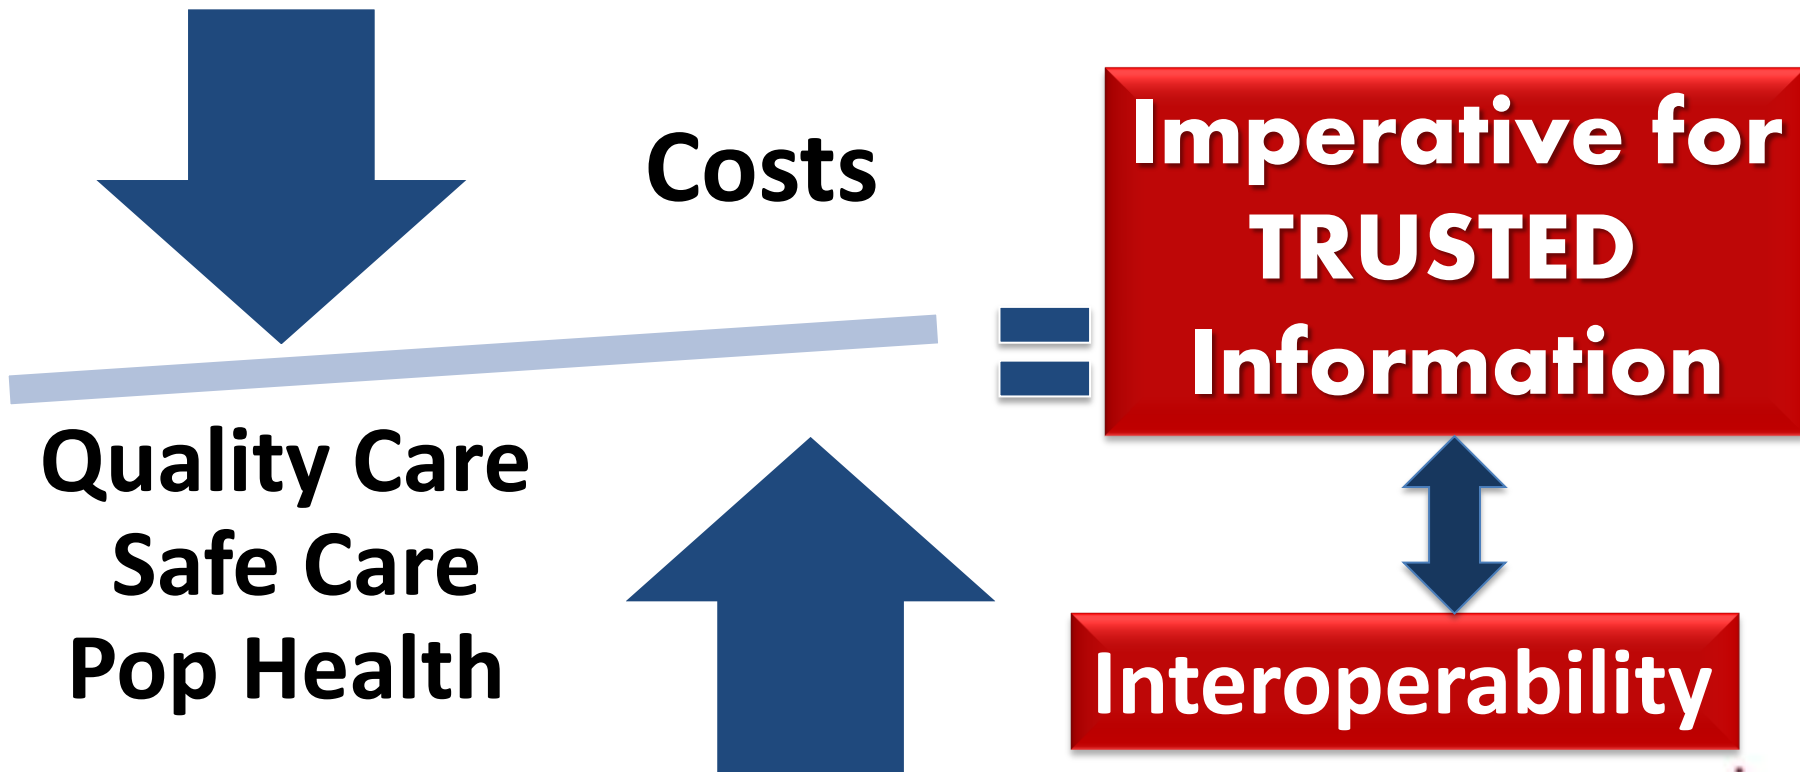 Costs
Quality Care
Safe Care
Pop Health
Imperative for
TRUSTED
Information
Interoperability